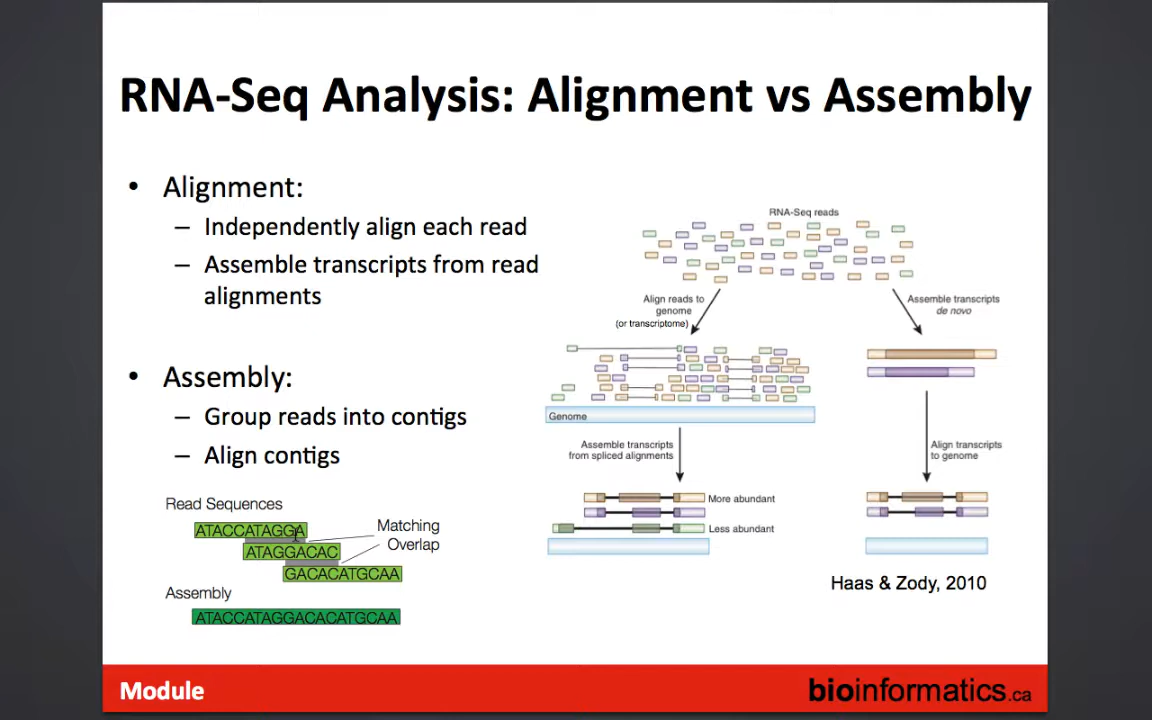 RNA-Seq Analysis: Alignment vs Assembly
• Alignment:
– Independently align each read
– Assemble transcripts from read
alignments
• Assembly:
– Group reads into contigs
– Align contigs
Read Sequences
ATACCATAGGA
ATAGGACAC
GACACATGCAA
Matching
Overlap
Assembly
ATACCATAGGACACATGCAA
RNA-Seq reads
Align reads to
genome
(or transcriptome)
Assemble transcripts
de novo
Genome
Assemble transcripts
from spliced alignments
Align transcripts
to genome
More abundant
Less abundant
Haas & Zody, 2010
Module
bioinformatics.ca